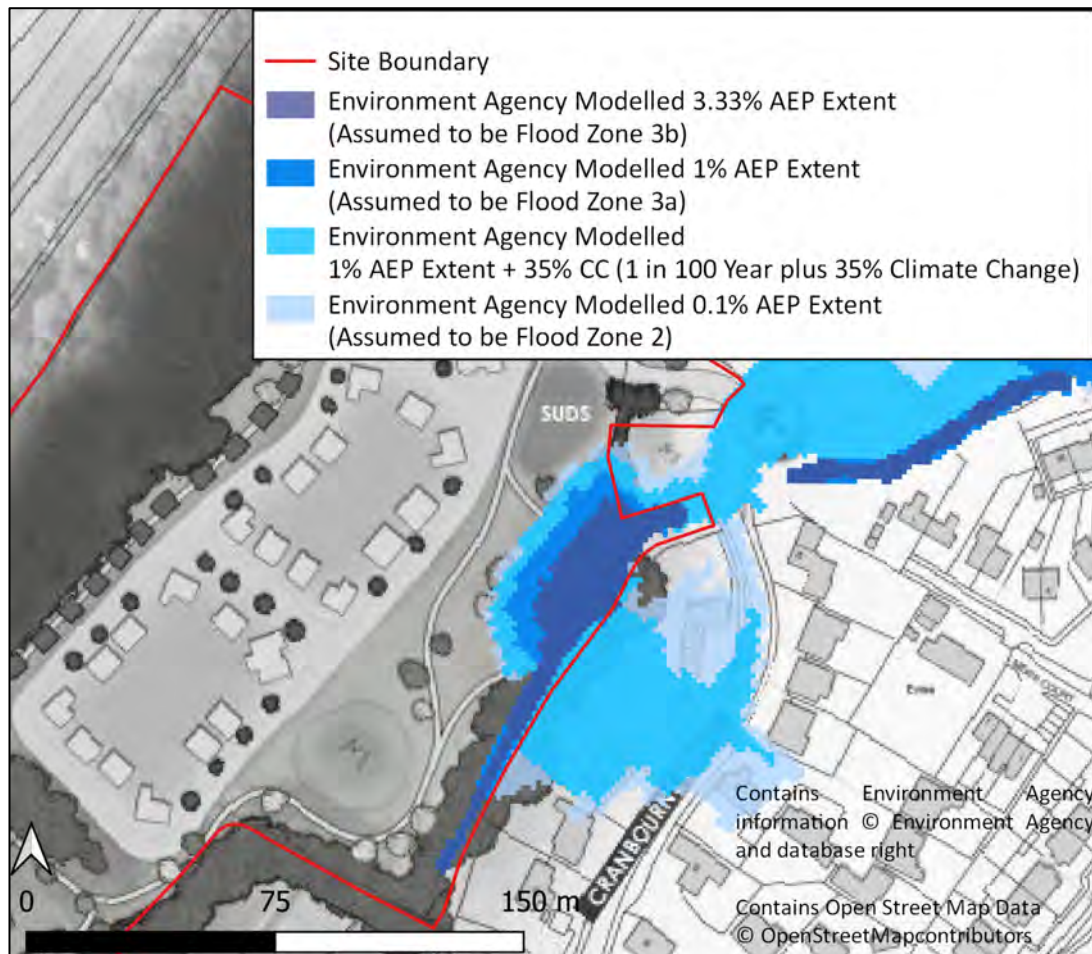 Site Boundary
Environment Agency Modelled 3.33% AEP Extent
(Assumed to be Flood Zone 3b)
Environment Agency Modelled 1% AEP Extent
(Assumed to be Flood Zone 3a)
Environment Agency Modelled
1% AEP Extent + 35% CC (1 in 100 Year plus 35% Climate Change)
Environment Agency Modelled 0.1% AEP Extent
(Assumed to be Flood Zone 2)
SUDS
CRANBOURN
Contains Environment Agency
information © Environment Agency
and database right
Contains Open Street Map Data
© OpenStreetMapcontributors
0 75 150 m